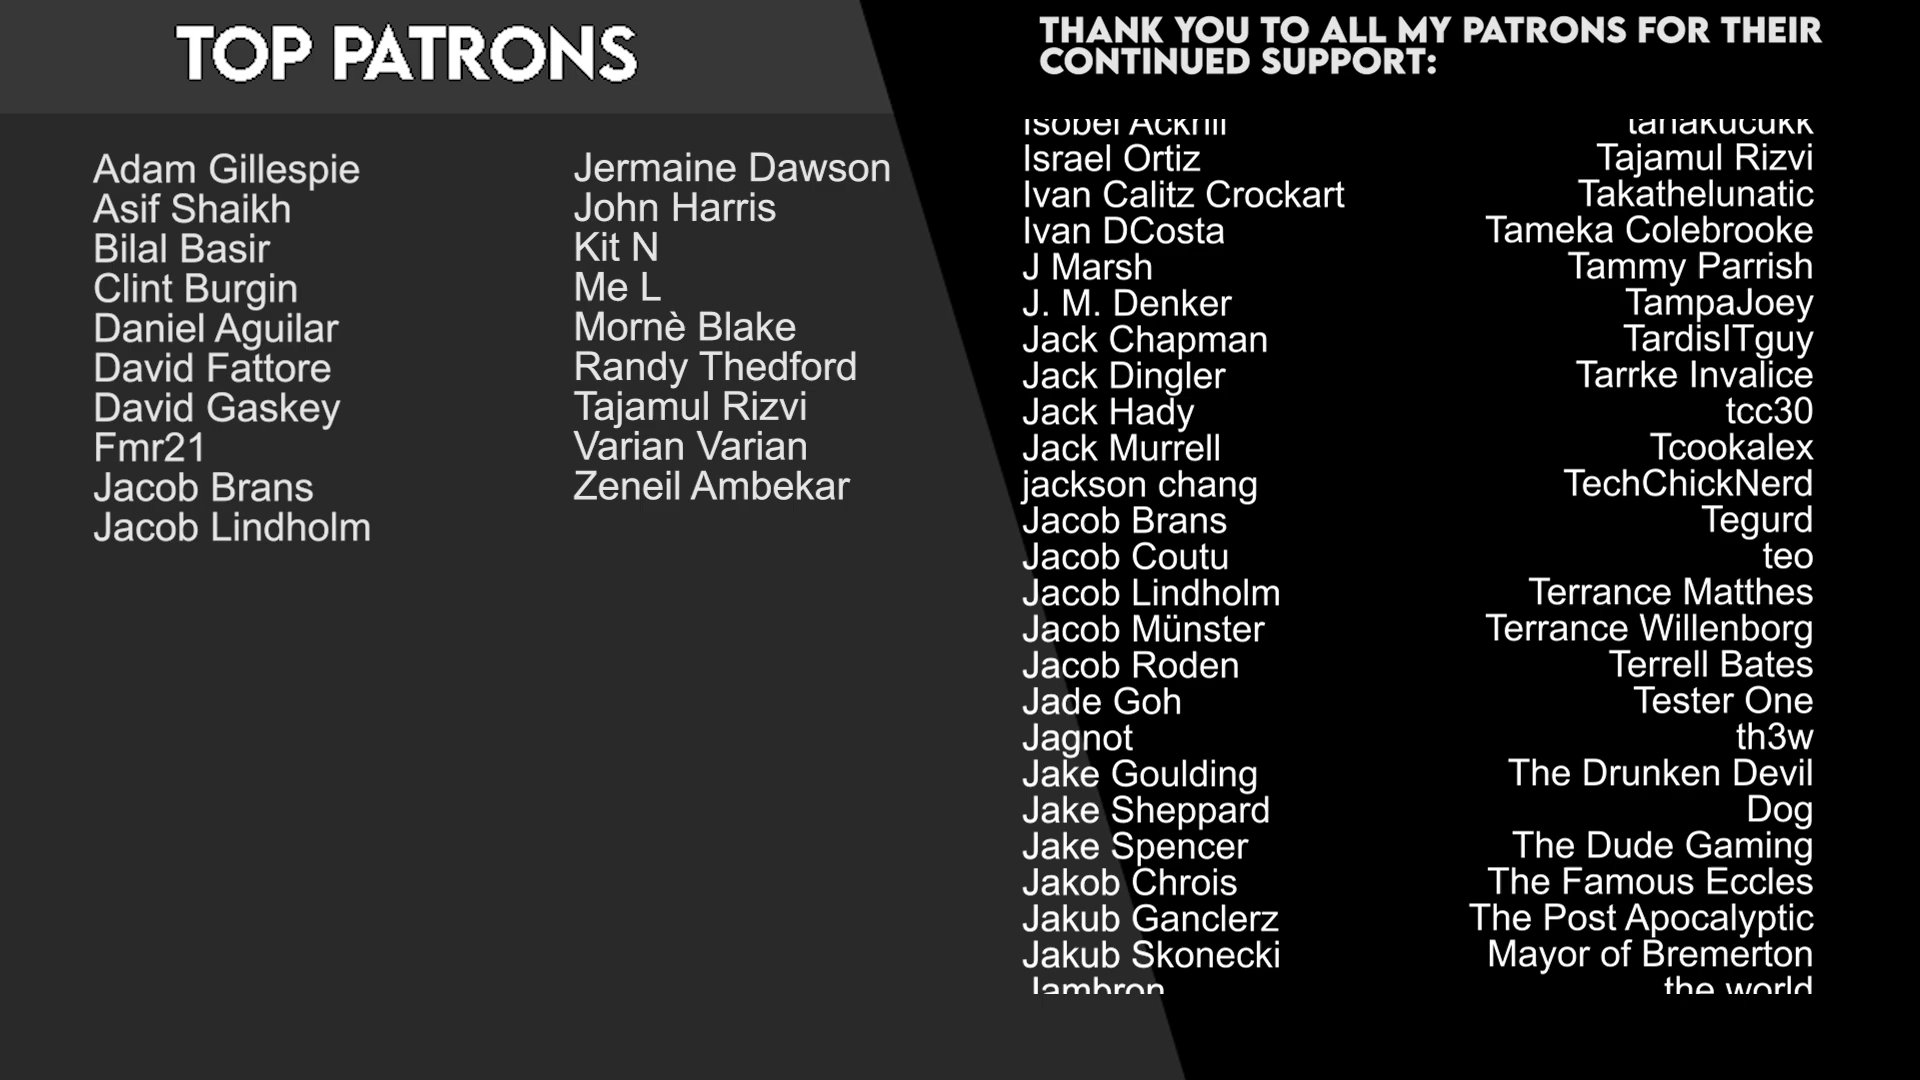 TOP PATRONS
Adam Gillespie
Asif Shaikh
Bilal Basir
Clint Burgin
Daniel Aguilar
David Fattore
David Gaskey
Fmr21
Jacob Brans
Jacob Lindholm
Jermaine Dawson
John Harris
Kit N
Me L
Mornè Blake
Randy Thedford
Tajamul Rizvi
Varian Varian
Zeneil Ambekar
THANK YOU TO ALL MY PATRONS FOR THEIR
CONTINUED SUPPORT:
Isobel
Israel Ortiz
Ivan Calitz Crockart
Ivan DCosta
J Marsh
J. M. Denker
Jack Chapman
Jack Dingler
Jack Hady
Jack Murrell
jackson chang
Jacob Brans
Jacob Coutu
Jacob Lindholm
Jacob Münster
Jacob Roden
Jade Goh
Jagnot
Jake Goulding
Jake Sheppard
Jake Spencer
Jakob Chrois
Jakub Ganclerz
Jakub Skonecki
Jambron
Tajamul Rizvi
Takathelunatic
Tameka Colebrooke
Tammy Parrish
TampaJoey
TardisITguy
Tarrke Invalice
tcc30
Tcookalex
TechChickNerd
Tegurd
teo
Terrance Matthes
Terrance Willenborg
Terrell Bates
Tester One
th3w
The Drunken Devil
Dog
The Dude Gaming
The Famous Eccles
The Post Apocalyptic
Mayor of Bremerton
the world